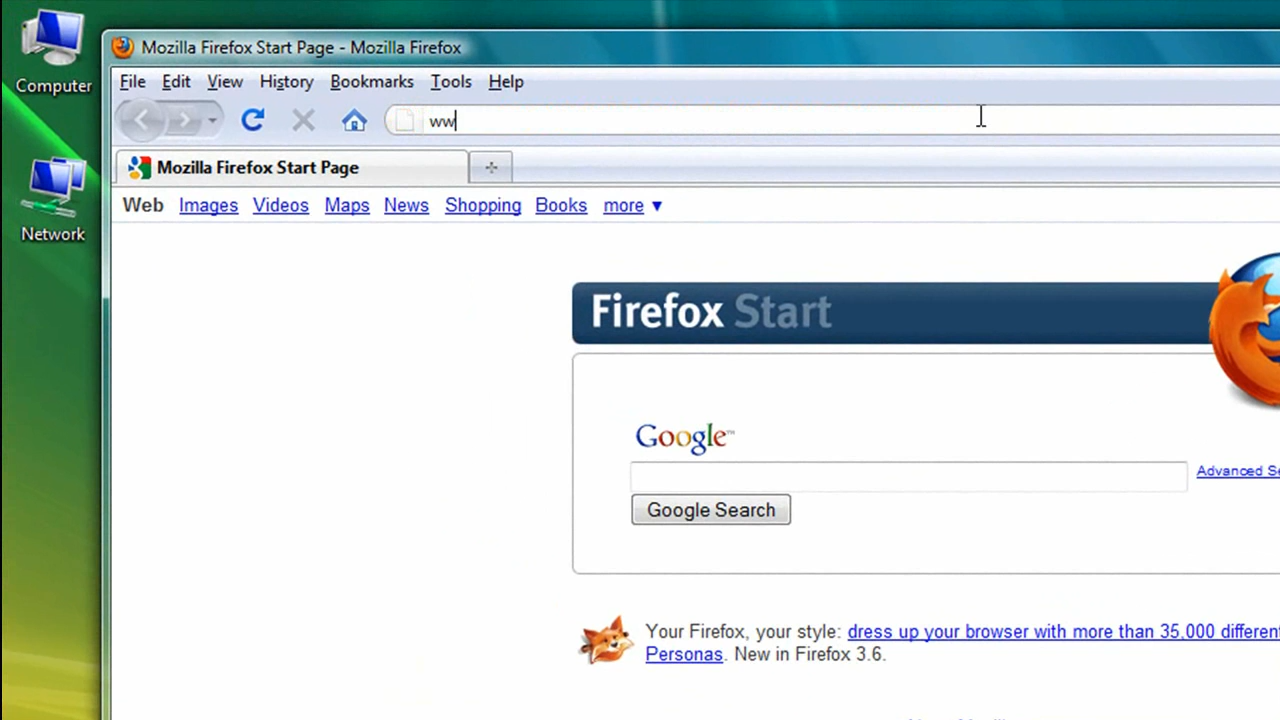 Computer
Network
Mozilla Firefox Start Page - Mozilla Firefox
File Edit View History Bookmarks Tools Help
ww
Mozilla Firefox Start Page
Web Images Videos Maps News Shopping Books more ▼
Firefox Start
Google™
Advanced
Google Search
Your Firefox, your style: dress up your browser with more than 35,000
Personas. New in Firefox 3.6.